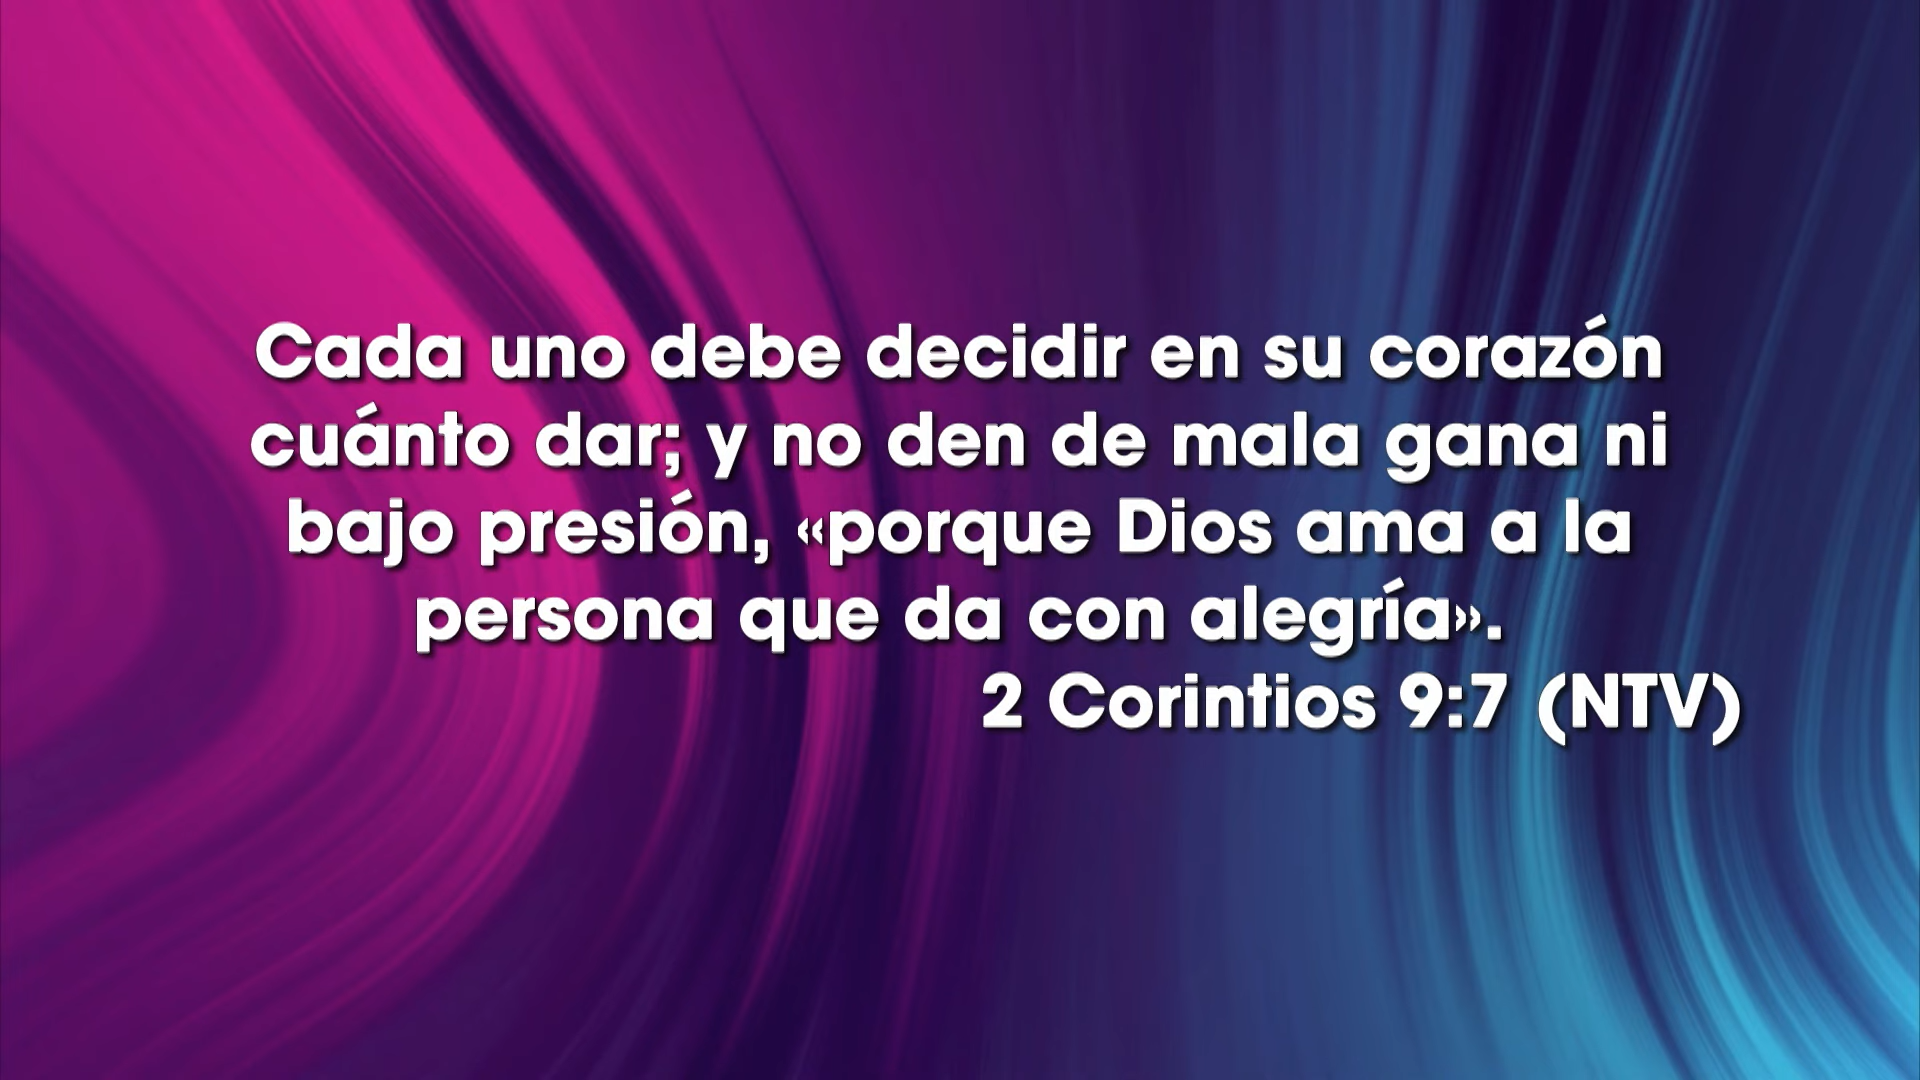 Cada uno debe decidir en su corazón
cuánto dar; y no den de mala gana ni
bajo presión, «porque Dios ama a la
persona que da con alegría».
2 Corintios 9:7 (NTV)